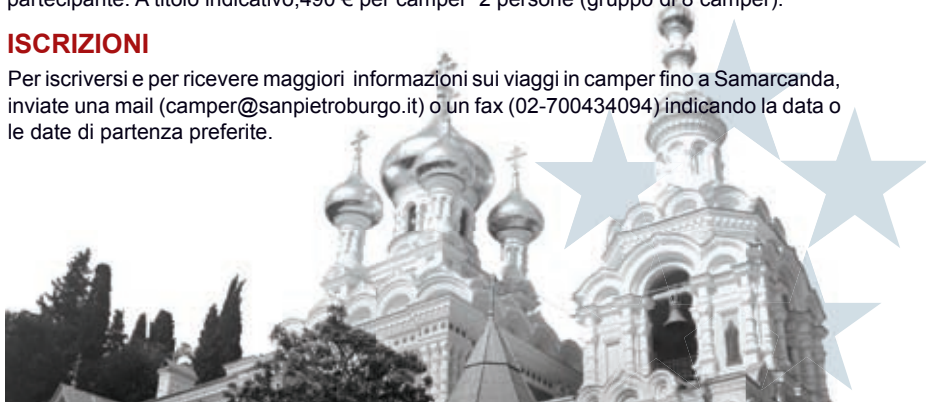 partecipante. A titolo indicativo,490 € per camper 2 persone (gruppo di 8 camper).
ISCRIZIONI
Per iscriversi e per ricevere maggiori informazioni sui viaggi in camper fino a Samarcanda,
inviate una mail (camper@sanpietroburgo.it) o un fax (02-700434094) indicando la data o
le date di partenza preferite.